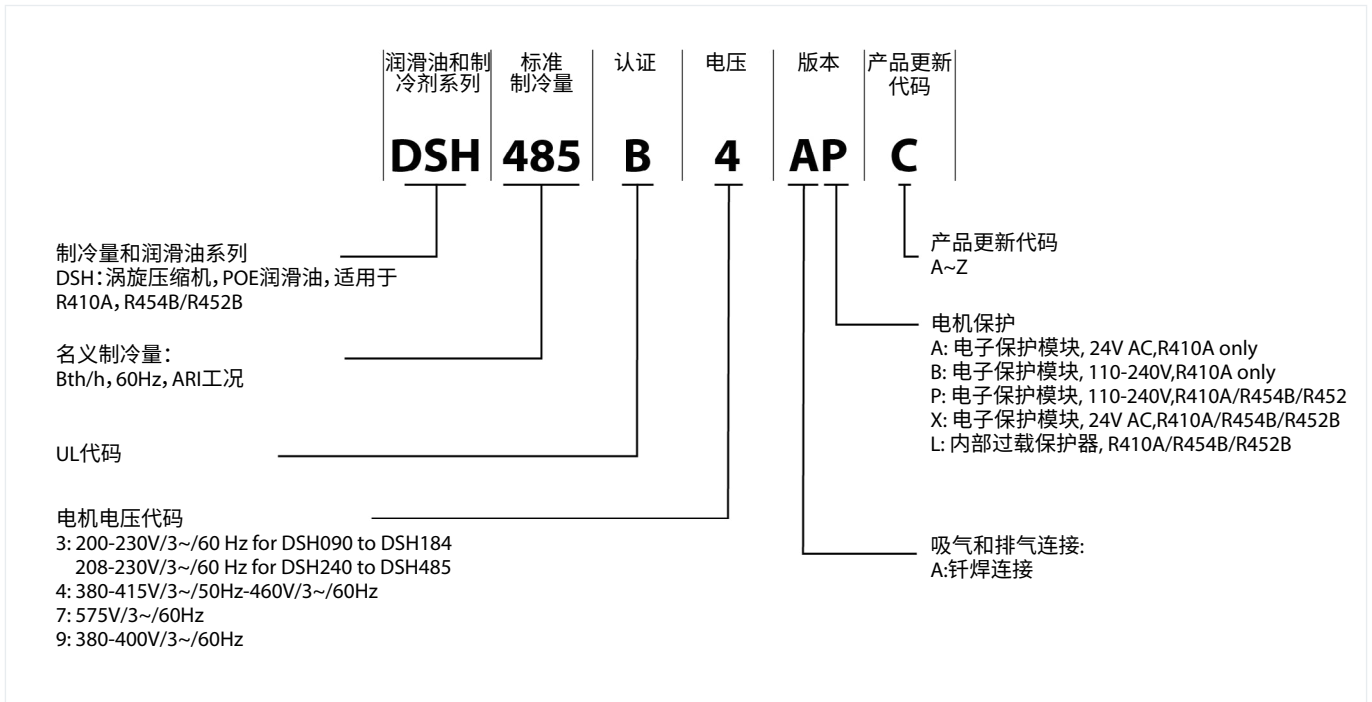 润滑油和制
冷剂系列
标准
制冷量
认证
电压
版本
产品更新
代码
DSH 485 B 4 AP C
制冷量和润滑油系列
DSH：涡旋压缩机，POE润滑油，适用于
R410A，R454B/R452B
名义制冷量：
Bth/h，60Hz，ARI工况
UL代码
电机电压代码
3: 200-230V/3~/60 Hz for DSH090 to DSH184
208-230V/3~/60 Hz for DSH240 to DSH485
4: 380-415V/3~/50Hz-460V/3~/60Hz
7: 575V/3~/60Hz
9: 380-400V/3~/60Hz
产品更新代码
A~Z
电机保护
A: 电子保护模块, 24V AC,R410A only
B: 电子保护模块, 110-240V,R410A only
P: 电子保护模块, 110-240V,R410A/R454B/R452
X: 电子保护模块, 24V AC,R410A/R454B/R452B
L: 内部过载保护器, R410A/R454B/R452B
吸气和排气连接:
A:钎焊连接